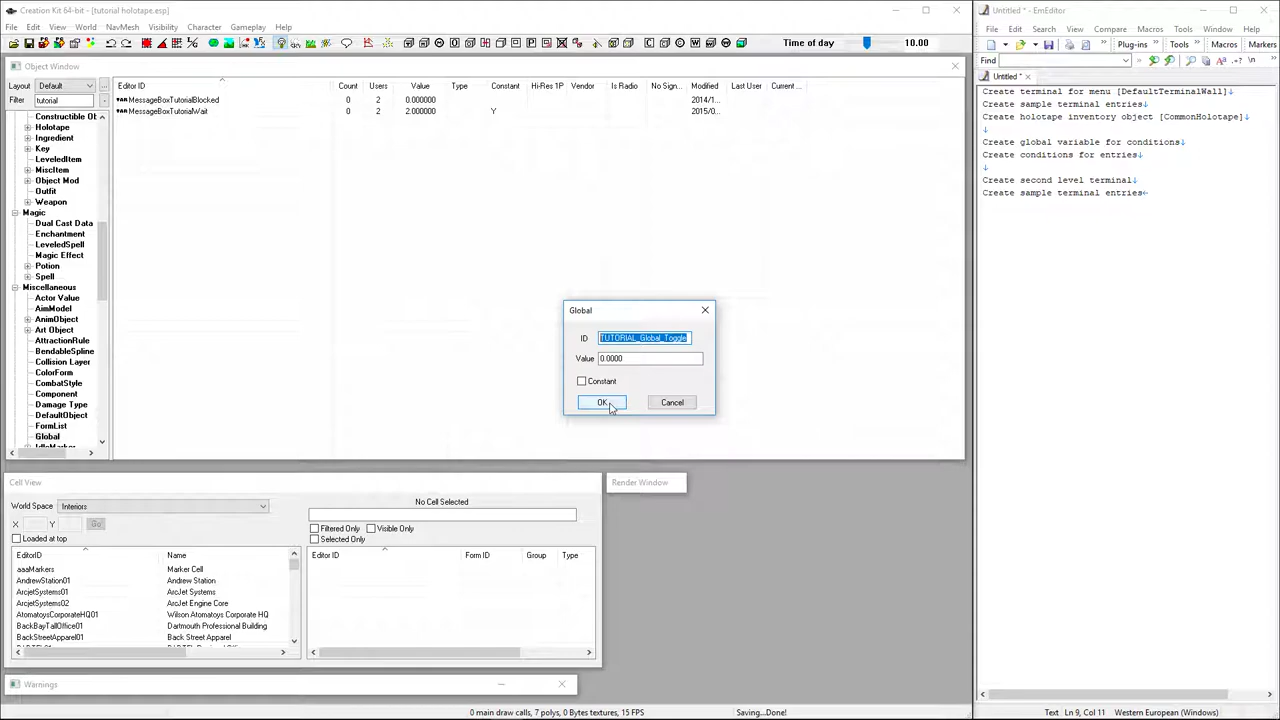 Creation Kit 64-bit - [tutorial holotape.esp]
File Edit View World NavMesh Visibility Character Gameplay Help
Time of day 10.00
Object Window
Layout Default ...
Filter tutorial
Constructible Ob
Holotape
Ingredient
Key
LeveledItem
MiscItem
Object Mod
Outfit
Weapon
Magic
Dual Cast Data
Enchantment
LeveledSpell
Magic Effect
Potion
Spell
Miscellaneous
Actor Value
AimModel
AnimObject
Art Object
AttractionRule
BendableSpline
Collision Layer
ColorForm
CombatStyle
Component
Damage Type
DefaultObject
FormList
Global
IdleMarker
Editor ID Count Users Value Type Constant Hi-Res 1P Vendor Is Radio No Sign... Modified Last User Current ...
MessageBoxTutorialBlocked 0 2 0.000000 2014/1...
MessageBoxTutorialWait 0 2 2.000000 Y 2015/0...
Global
ID TUTORIAL_Global_Toggle
Value 0.0000
Constant
OK Cancel
Cell View
World Space Interiors
X Y Go
Loaded at top
EditorID Name
aaaMarkers Marker Cell
AndrewStation01 Andrew Station
ArcjetSystems01 ArcJet Systems
ArcjetSystems02 ArcJet Engine Core
AtomatoysCorporateHQ01 Wilson Atomatoys Corporate HQ
BackBayTallOffice01 Dartmouth Professional Building
BackStreetApparel01 Back Street Apparel
No Cell Selected
Filtered Only Visible Only
Selected Only
Editor ID Form ID Group Type
Render Window
Warnings
0 main draw calls, 7 polys, 0 Bytes textures, 15 FPS Saving...Done!
Untitled * - EmEditor
File Edit Search View Compare Macros Tools Window Help
Plug-ins Tools Macros Markers
Find
Untitled *
Create terminal for menu [DefaultTerminalWall]
Create sample terminal entries
Create holotape inventory object [CommonHolotape]
Create global variable for conditions
Create conditions for entries
Create second level terminal
Create sample terminal entries
Text Ln 9, Col 11 Western European (Windows)